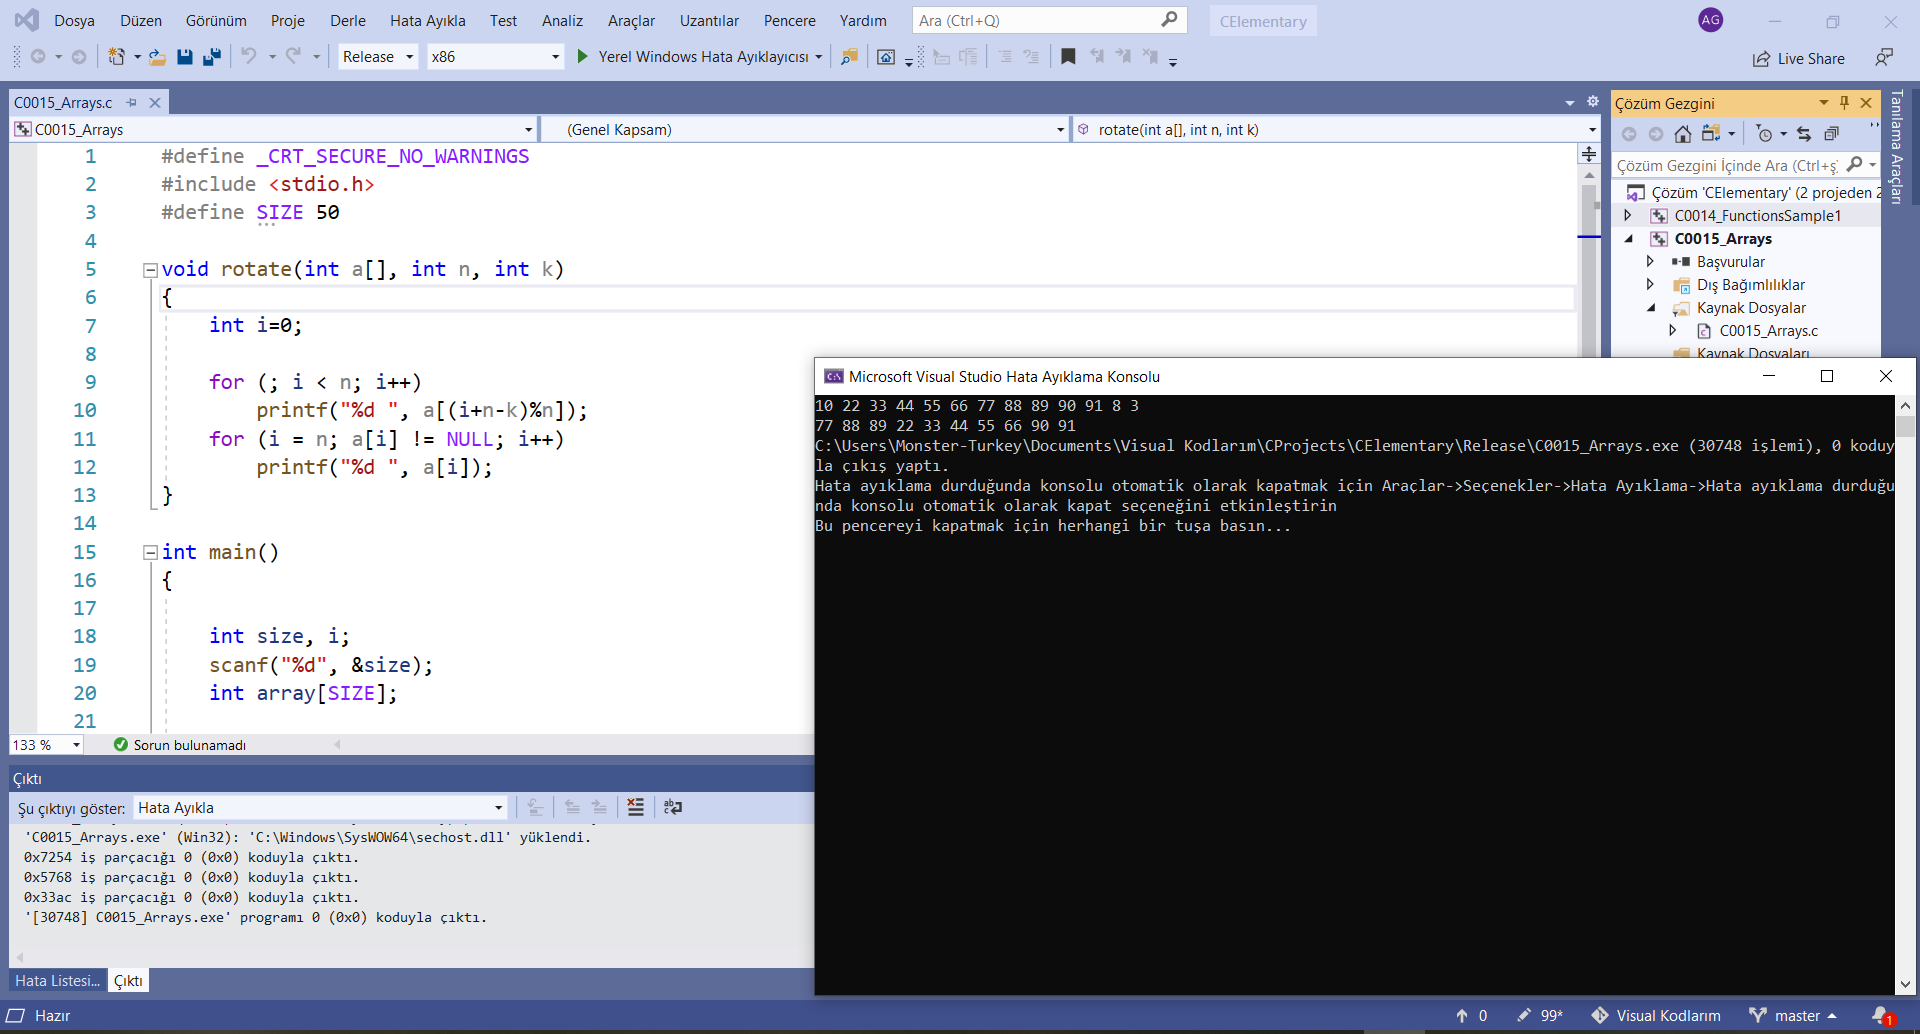 Dosya Düzen Görünüm Proje Derle Hata Ayıkla Test Analiz Araçlar Uzantılar Pencere Yardım Ara (Ctrl+Q) CElementary AG
Release x86 Yerel Windows Hata Ayıklayıcısı Live Share
C0015_Arrays.c
C0015_Arrays (Genel Kapsam) rotate(int a[], int n, int k)
1 #define _CRT_SECURE_NO_WARNINGS
2 #include <stdio.h>
3 #define SIZE 50
4
5 void rotate(int a[], int n, int k)
6 {
7 int i=0;
8
9 for (; i < n; i++)
10 printf("%d ", a[(i+n-k)%n]);
11 for (i = n; a[i] != NULL; i++)
12 printf("%d ", a[i]);
13 }
14
15 int main()
16 {
17
18 int size, i;
19 scanf("%d", &size);
20 int array[SIZE];
21
133 % Sorun bulunamadı
Çıktı
Şu çıktıyı göster: Hata Ayıkla
'C0015_Arrays.exe' (Win32): 'C:\Windows\SysWOW64\sechost.dll' yüklendi.
0x7254 iş parçacığı 0 (0x0) koduyla çıktı.
0x5768 iş parçacığı 0 (0x0) koduyla çıktı.
0x33ac iş parçacığı 0 (0x0) koduyla çıktı.
'[30748] C0015_Arrays.exe' programı 0 (0x0) koduyla çıktı.
Hata Listesi... Çıktı
Çözüm Gezgini
Çözüm Gezgini İçinde Ara (Ctrl+ş)
Çözüm 'CElementary' (2 projeden 2
C0014_FunctionsSample1
C0015_Arrays
Başvurular
Dış Bağımlılıklar
Kaynak Dosyalar
C0015_Arrays.c
Kaynak Dosyaları
Tanılama Araçları
Microsoft Visual Studio Hata Ayıklama Konsolu
10 22 33 44 55 66 77 88 89 90 91 8 3
77 88 89 22 33 44 55 66 90 91
C:\Users\Monster-Turkey\Documents\Visual Kodlarım\CProjects\CElementary\Release\C0015_Arrays.exe (30748 işlemi), 0 koduy
la çıkış yaptı.
Hata ayıklama durduğunda konsolu otomatik olarak kapatmak için Araçlar->Seçenekler->Hata Ayıklama->Hata ayıklama durduğu
nda konsolu otomatik olarak kapat seçeneğini etkinleştirin
Bu pencereyi kapatmak için herhangi bir tuşa basın...
Hazır 0 99* Visual Kodlarım master 1